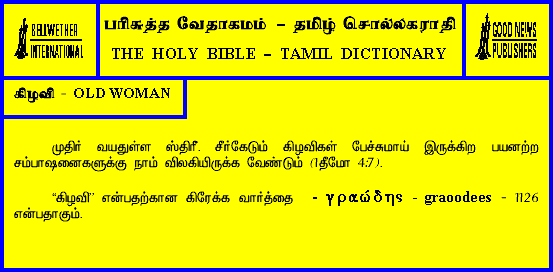 BELLWETHER
INTERNATIONAL
பரிசுத்த வேதாகமம் – தமிழ் சொல்லகராதி
THE HOLY BIBLE – TAMIL DICTIONARY
GOOD NEWS
PUBLISHERS
கிழவி - OLD WOMAN
முதிர் வயதுள்ள ஸ்திரீ. சீர்கேடும் கிழவிகள் பேச்சுமாய் இருக்கிற பயனற்ற
சம்பாஷனைகளுக்கு நாம் விலகியிருக்க வேண்டும் (1தீமோ 4:7).
“கிழவி” என்பதற்கான கிரேக்க வார்த்தை - γραώδης - graoodees - 1126
என்பதாகும்.